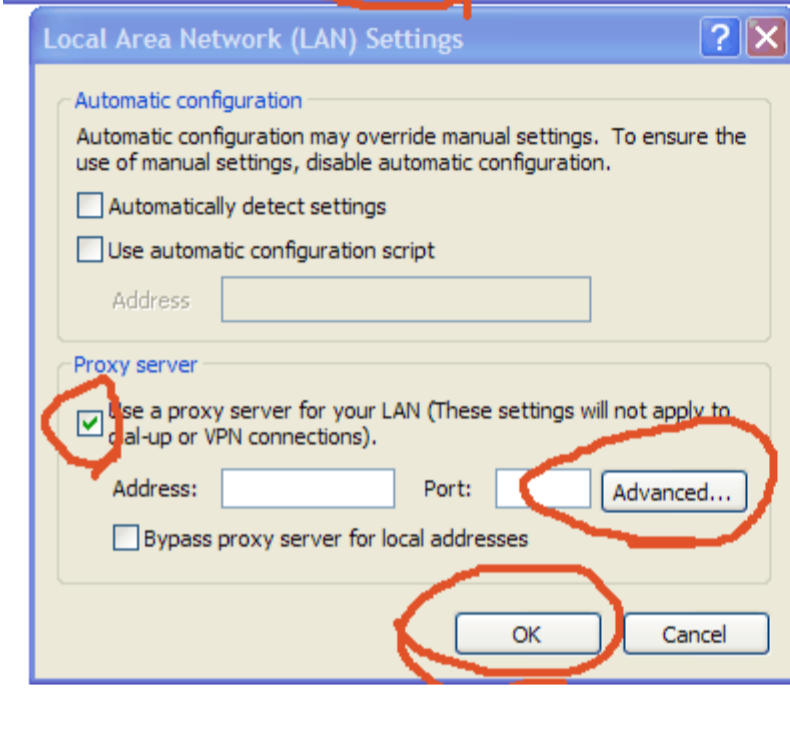 Local Area Network (LAN) Settings
Automatic configuration
Automatic configuration may override manual settings. To ensure the
use of manual settings, disable automatic configuration.
Automatically detect settings
Use automatic configuration script
Address
Proxy server
Use a proxy server for your LAN (These settings will not apply to
dial-up or VPN connections).
Address: Port: Advanced...
Bypass proxy server for local addresses
OK Cancel